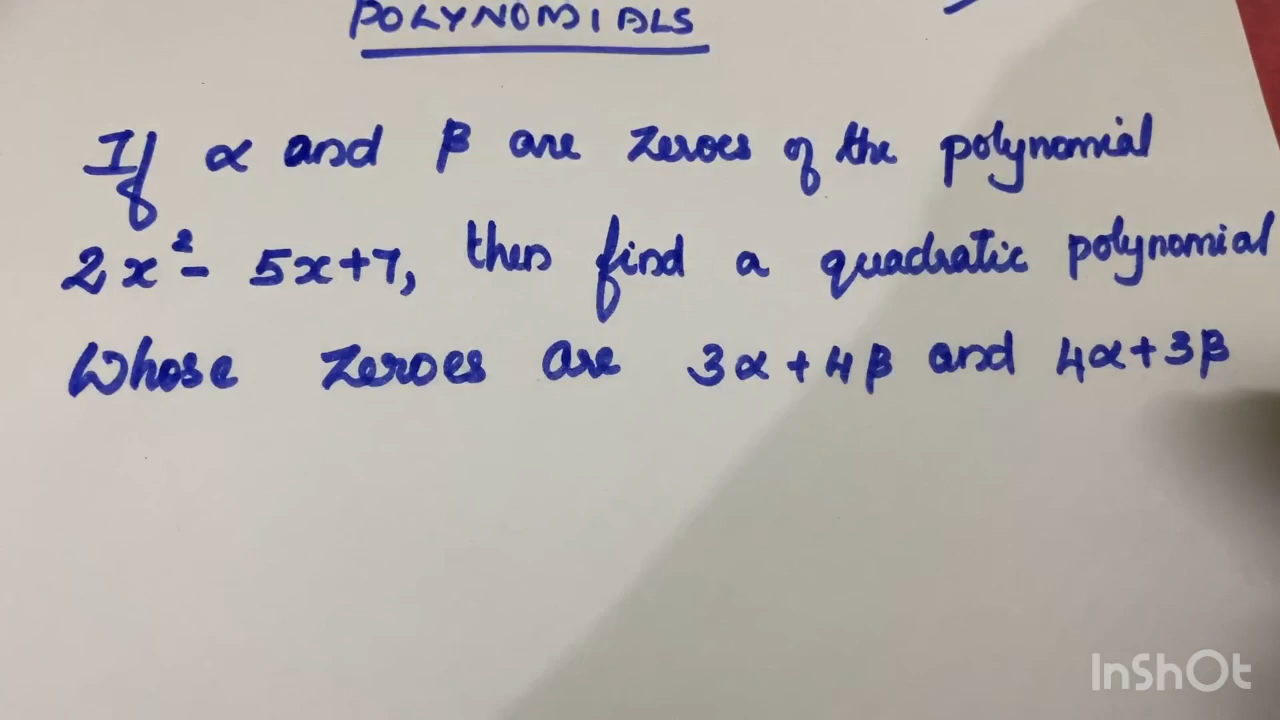 POLYNOMIALS
If α and β are zeroes of the polynomial
2x² - 5x+7, then find a quadratic polynomial
Whose zeroes are 3α + 4β and 4α+3β
InShOt